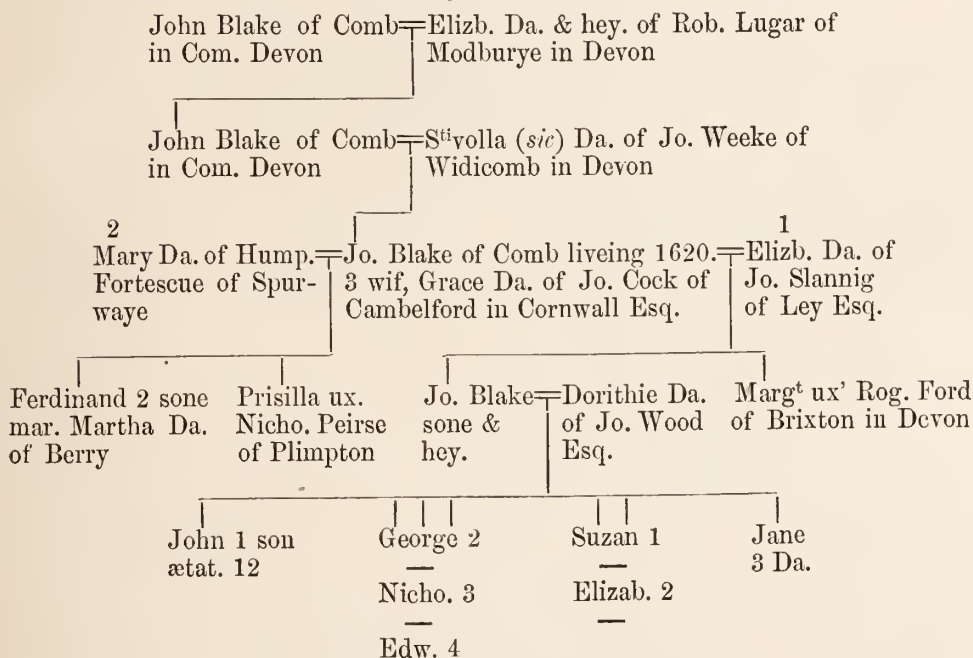 John Blake of Comb Elizb. Da. & hey. of Rob. Lugar of
in Com. Devon Modburye in Devon
John Blake of Comb Sᵗⁱvolla (sic) Da. of Jo. Weeke of
in Com. Devon Widicomb in Devon
2 1
Mary Da. of Hump. Jo. Blake of Comb liveing 1620. Elizb. Da. of
Fortescue of Spur- 3 wif, Grace Da. of Jo. Cock of Jo. Slannig
waye Cambelford in Cornwall Esq. of Ley Esq.
Ferdinand 2 sone Prisilla ux. Jo. Blake Dorithie Da. Margᵗ ux' Rog. Ford
mar. Martha Da. Nicho. Peirse sone & of Jo. Wood of Brixton in Devon
of Berry of Plimpton hey. Esq.
John 1 son George 2 Suzan 1 Jane
ætat. 12 3 Da.
Nicho. 3 Elizab. 2
Edw. 4